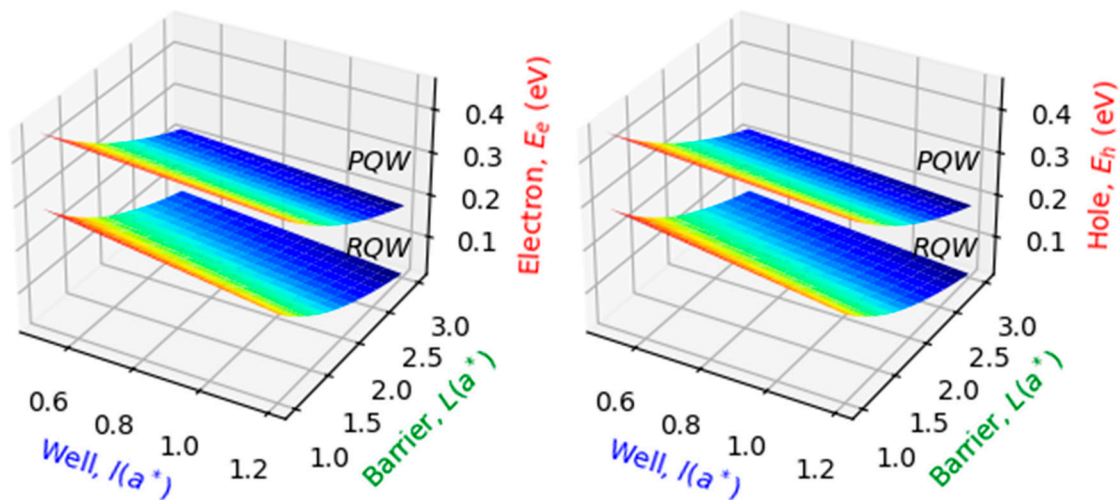 0.4
0.3
0.2
0.1
Electron, E_e (eV)
PQW
RQW
3.0
2.5
2.0
1.5
1.0
Barrier, L(a*)
0.6
0.8
1.0
1.2
Well, l(a*)
0.4
0.3
0.2
0.1
Hole, E_h (eV)
PQW
RQW
3.0
2.5
2.0
1.5
1.0
Barrier, L(a*)
0.6
0.8
1.0
1.2
Well, l(a*)